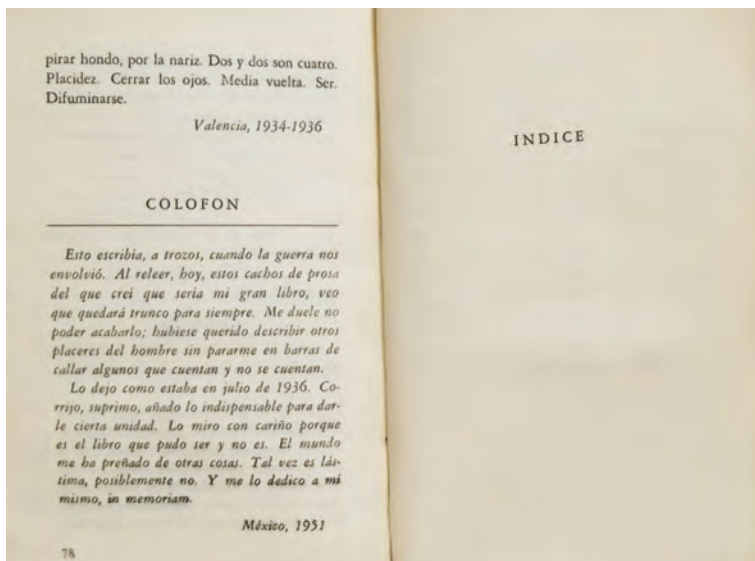 pirar hondo, por la nariz. Dos y dos son cuatro.
Placidez. Cerrar los ojos. Media vuelta. Ser.
Difuminarse.
Valencia, 1934-1936
COLOFON
Esto escribía, a trozos, cuando la guerra nos
envolvió. Al releer, hoy, estos cachos de prosa
del que creí que sería mi gran libro, veo
que quedará trunco para siempre. Me duele no
poder acabarlo; hubiese querido describir otros
placeres del hombre sin pararme en barras de
callar algunos que cuentan y no se cuentan.
Lo dejo como estaba en julio de 1936. Co-
rrijo, suprimo, añado lo indispensable para dar-
le cierta unidad. Lo miro con cariño porque
es el libro que pudo ser y no es. El mundo
me ha preñado de otras cosas. Tal vez es lás-
tima, posiblemente no. Y me lo dedico a mí
mismo, in memoriam.
México, 1951
78
INDICE